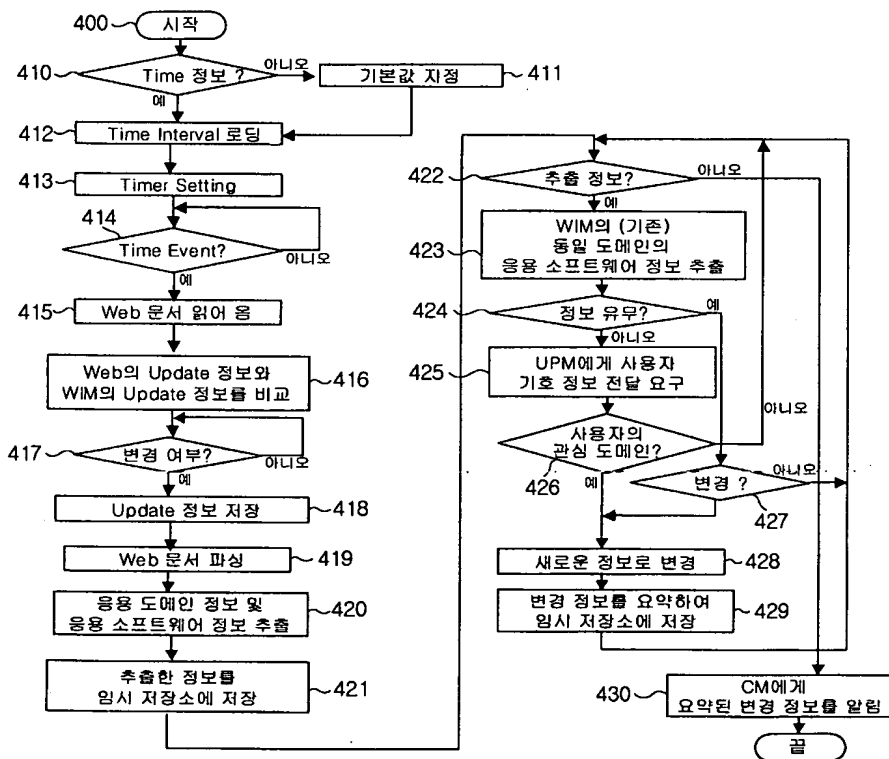 400
시작
410
Time 정보 ?
아니오
기본값 지정
411
예
412
Time Interval 로딩
413
Timer Setting
414
Time Event?
아니오
예
415
Web 문서 읽어 옴
Web의 Update 정보와
WIM의 Update 정보를 비교
416
417
변경 여부?
아니오
예
Update 정보 저장
418
Web 문서 파싱
419
응용 도메인 정보 및
응용 소프트웨어 정보 추출
420
추출한 정보를
임시 저장소에 저장
421
422
추출 정보?
아니오
예
423
WIM의 (기존)
동일 도메인의
응용 소프트웨어 정보 추출
424
정보 유무?
예
아니오
425
UPM에게 사용자
기호 정보 전달 요구
사용자의
관심 도메인?
아니오
426
예
변경 ?
아니오
427
새로운 정보로 변경
428
변경 정보를 요약하여
임시 저장소에 저장
429
430
CM에게
요약된 변경 정보를 알림
끝